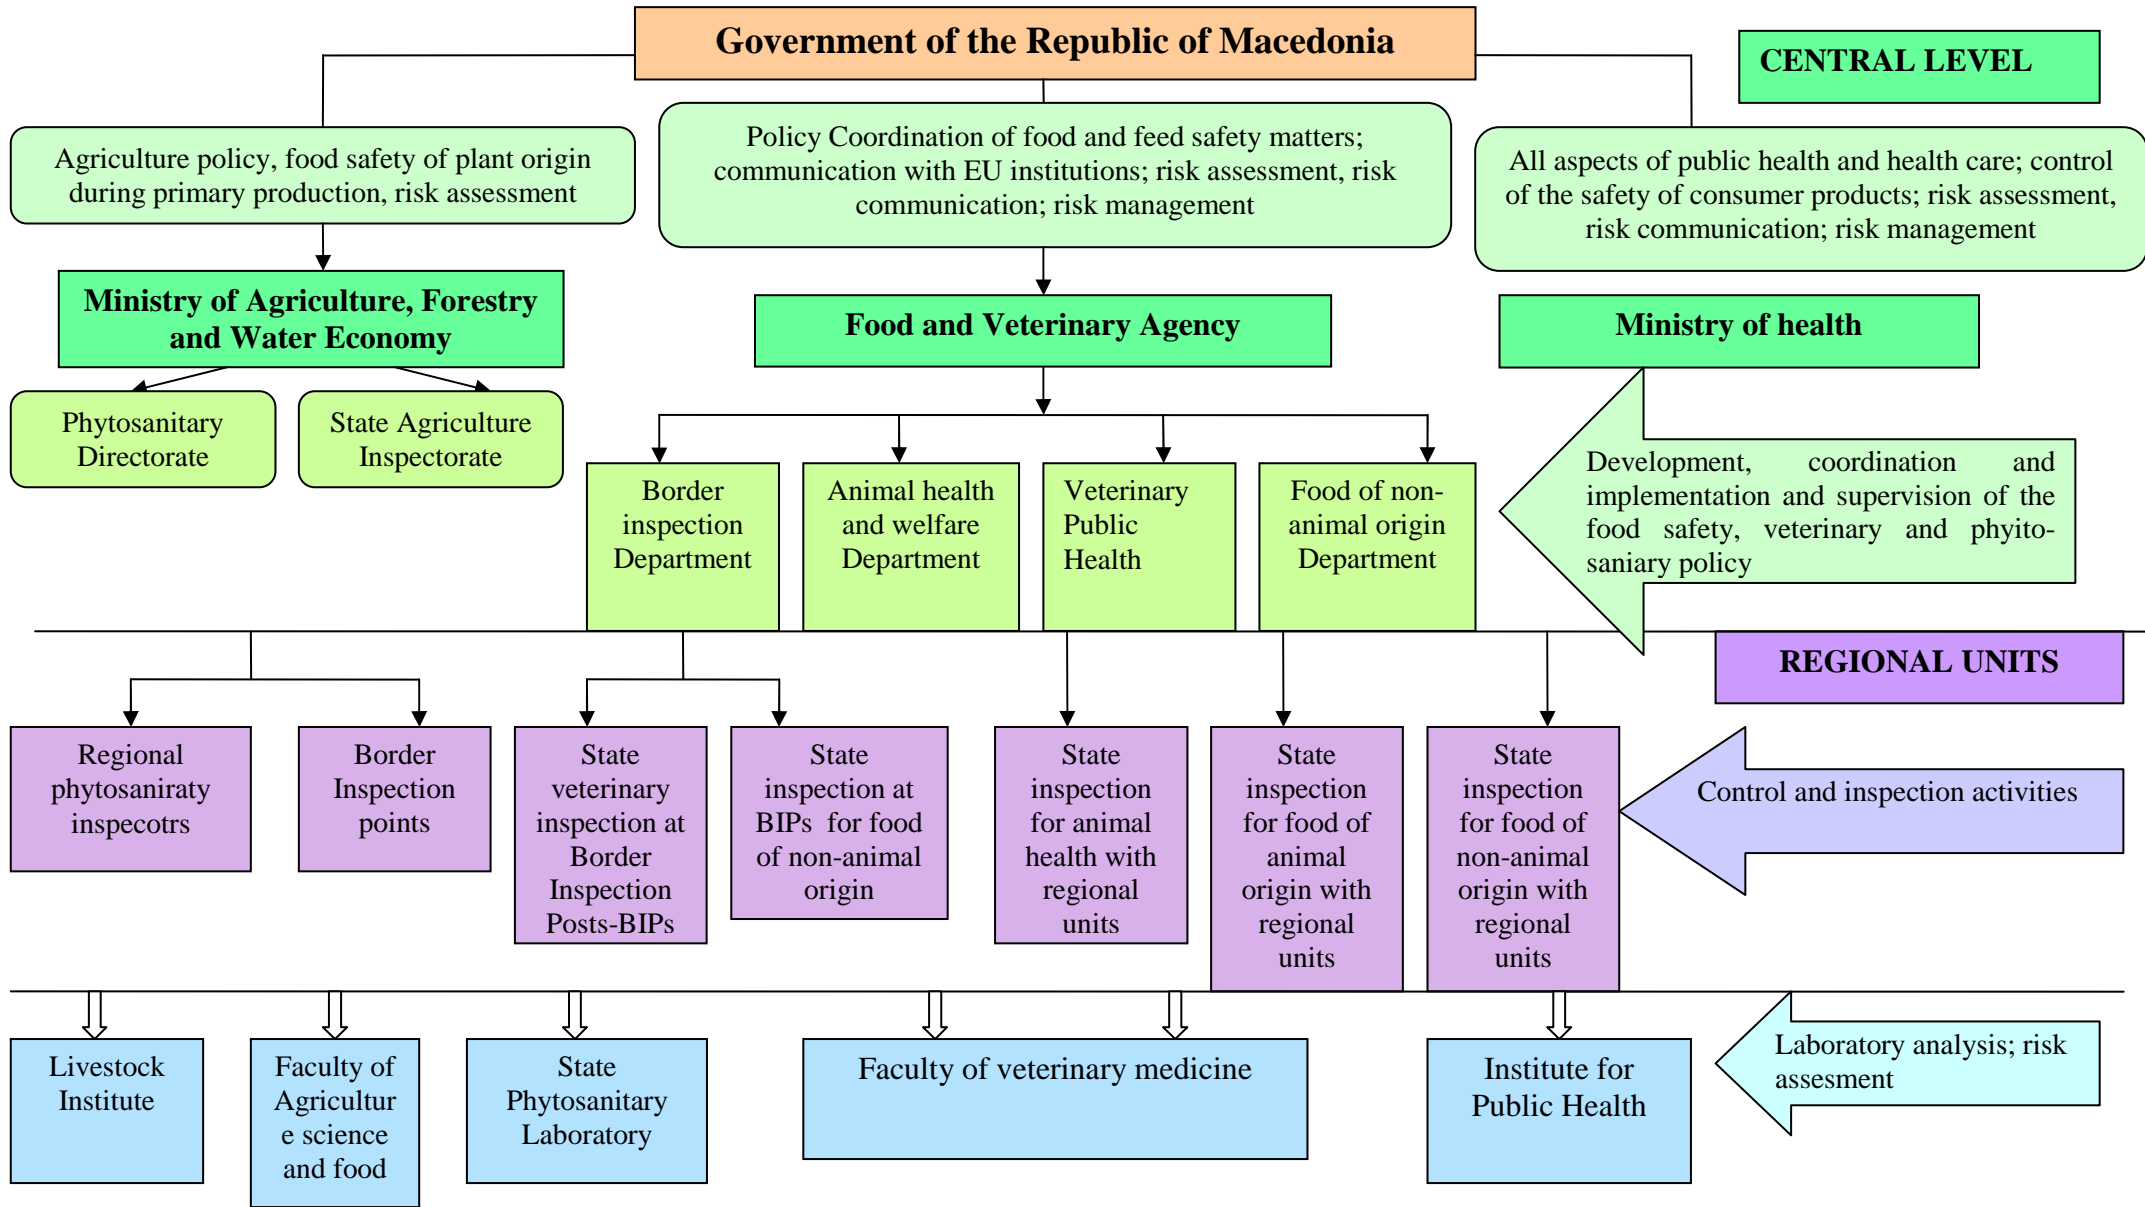 Government of the Republic of Macedonia
CENTRAL LEVEL
Agriculture policy, food safety of plant origin
during primary production, risk assessment
Policy Coordination of food and feed safety matters;
communication with EU institutions; risk assessment, risk
communication; risk management
All aspects of public health and health care; control
of the safety of consumer products; risk assessment,
risk communication; risk management
Ministry of Agriculture, Forestry
and Water Economy
Food and Veterinary Agency
Ministry of health
Phytosanitary
Directorate
State Agriculture
Inspectorate
Border
inspection
Department
Animal health
and welfare
Department
Veterinary
Public
Health
Food of non-
animal origin
Department
Development, coordination and
implementation and supervision of the
food safety, veterinary and phyito-
saniary policy
REGIONAL UNITS
Regional
phytosaniraty
inspecotrs
Border
Inspection
points
State
veterinary
inspection at
Border
Inspection
Posts-BIPs
State
inspection at
BIPs for food
of non-animal
origin
State
inspection
for animal
health with
regional
units
State
inspection
for food of
animal
origin with
regional
units
State
inspection
for food of
non-animal
origin with
regional
units
Control and inspection activities
Livestock
Institute
Faculty of
Agricultur
e science
and food
State
Phytosanitary
Laboratory
Faculty of veterinary medicine
Institute for
Public Health
Laboratory analysis; risk
assesment